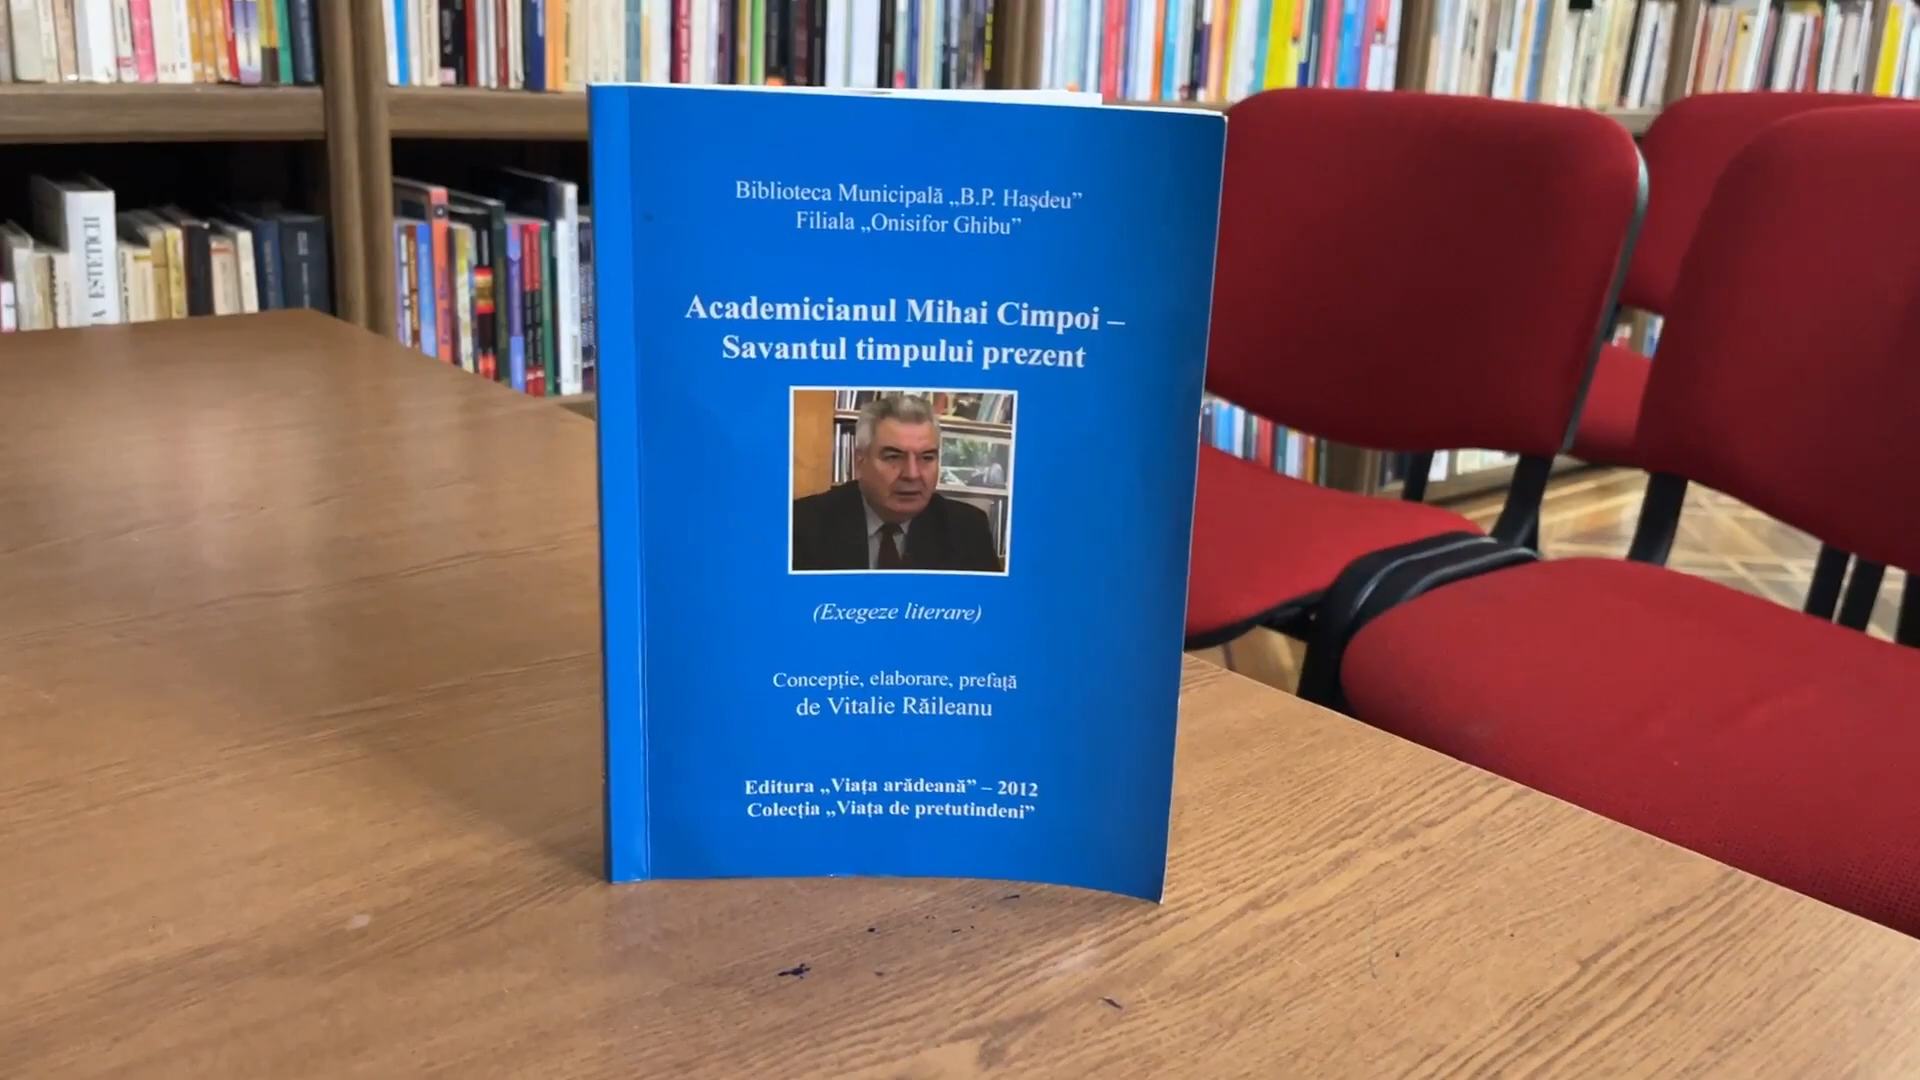 Biblioteca Municipală „B.P. Hașdeu”
Filiala „Onisifor Ghibu”
Academicianul Mihai Cimpoi –
Savantul timpului prezent
(Exegeze literare)
Concepție, elaborare, prefață
de Vitalie Răileanu
Editura „Viața arădeană” – 2012
Colecția „Viața de pretutindeni”